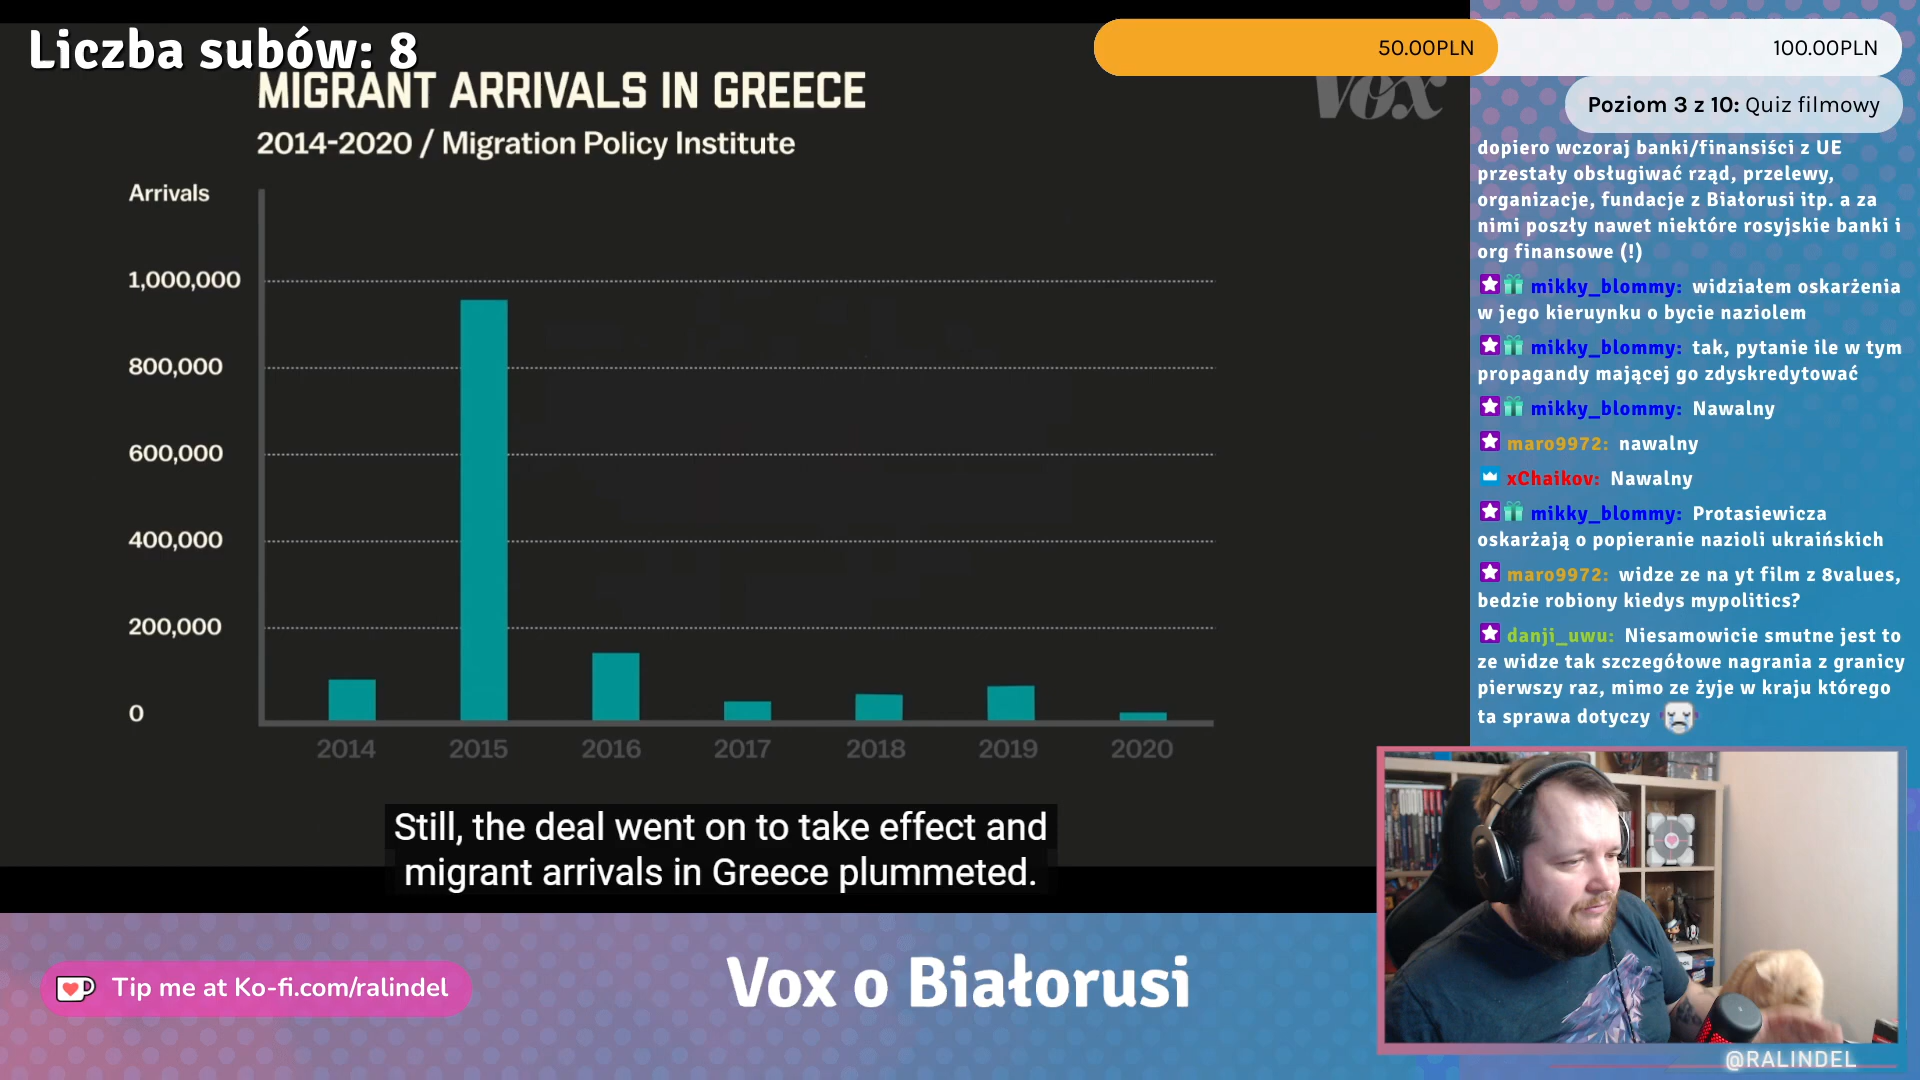 Liczba subów: 8
50.00PLN
100.00PLN
Poziom 3 z 10: Quiz filmowy
MIGRANT ARRIVALS IN GREECE
2014-2020 / Migration Policy Institute
Vox
Arrivals
1,000,000
800,000
600,000
400,000
200,000
0
2014 2015 2016 2017 2018 2019 2020
Still, the deal went on to take effect and
migrant arrivals in Greece plummeted.
dopiero wczoraj banki/finansiści z UE
przestały obsługiwać rząd, przelewy,
organizacje, fundacje z Białorusi itp. a za
nimi poszły nawet niektóre rosyjskie banki i
org finansowe (!)
mikky_blommy: widziałem oskarżenia
w jego kieruynku o bycie naziolem
mikky_blommy: tak, pytanie ile w tym
propagandy mającej go zdyskredytować
mikky_blommy: Nawalny
maro9972: nawalny
xChaikov: Nawalny
mikky_blommy: Protasiewicza
oskarżają o popieranie nazioli ukraińskich
maro9972: widze ze na yt film z 8values,
bedzie robiony kiedys mypolitics?
danji_uwu: Niesamowicie smutne jest to
ze widze tak szczegółowe nagrania z granicy
pierwszy raz, mimo ze żyje w kraju którego
ta sprawa dotyczy
Tip me at Ko-fi.com/ralindel
Vox o Białorusi
@RALINDEL